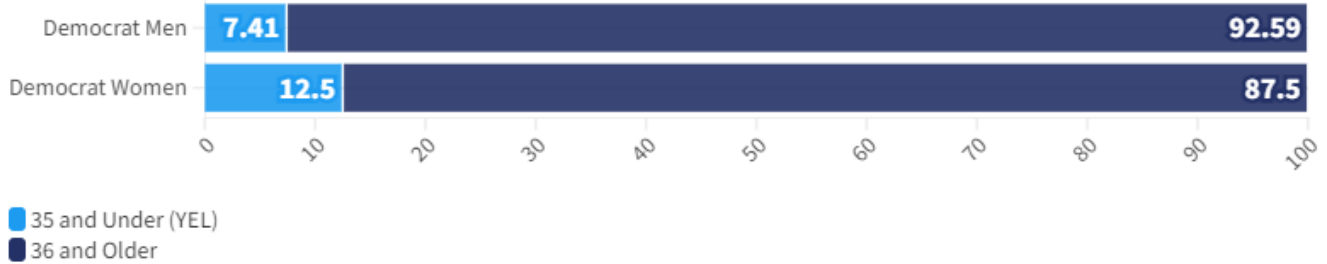 Democrat Men 7.41 92.59
Democrat Women 12.5 87.5
0 10 20 30 40 50 60 70 80 90 100
35 and Under (YEL)
36 and Older